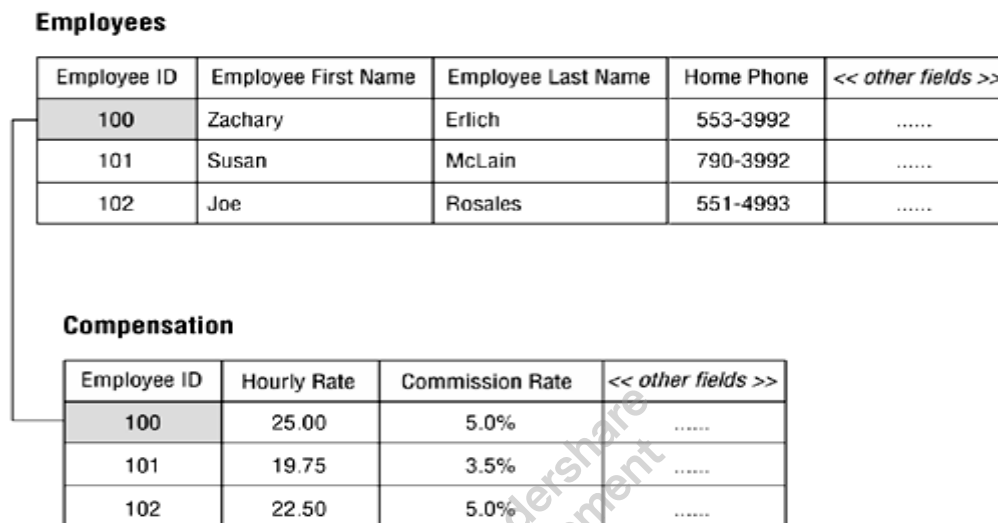 Employees
Employee ID Employee First Name Employee Last Name Home Phone << other fields >>
100 Zachary Erlich 553-3992 ......
101 Susan McLain 790-3992 ......
102 Joe Rosales 551-4993 ......
Compensation
Employee ID Hourly Rate Commission Rate << other fields >>
100 25.00 5.0% ......
101 19.75 3.5% ......
102 22.50 5.0% ......